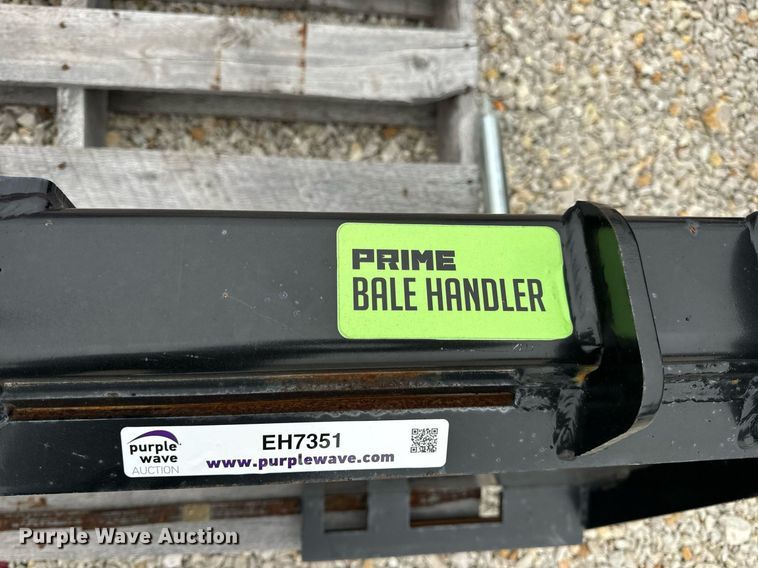 PRIME
BALE HANDLER
purple
wave
AUCTION
EH7351
www.purplewave.com
Purple Wave Auction